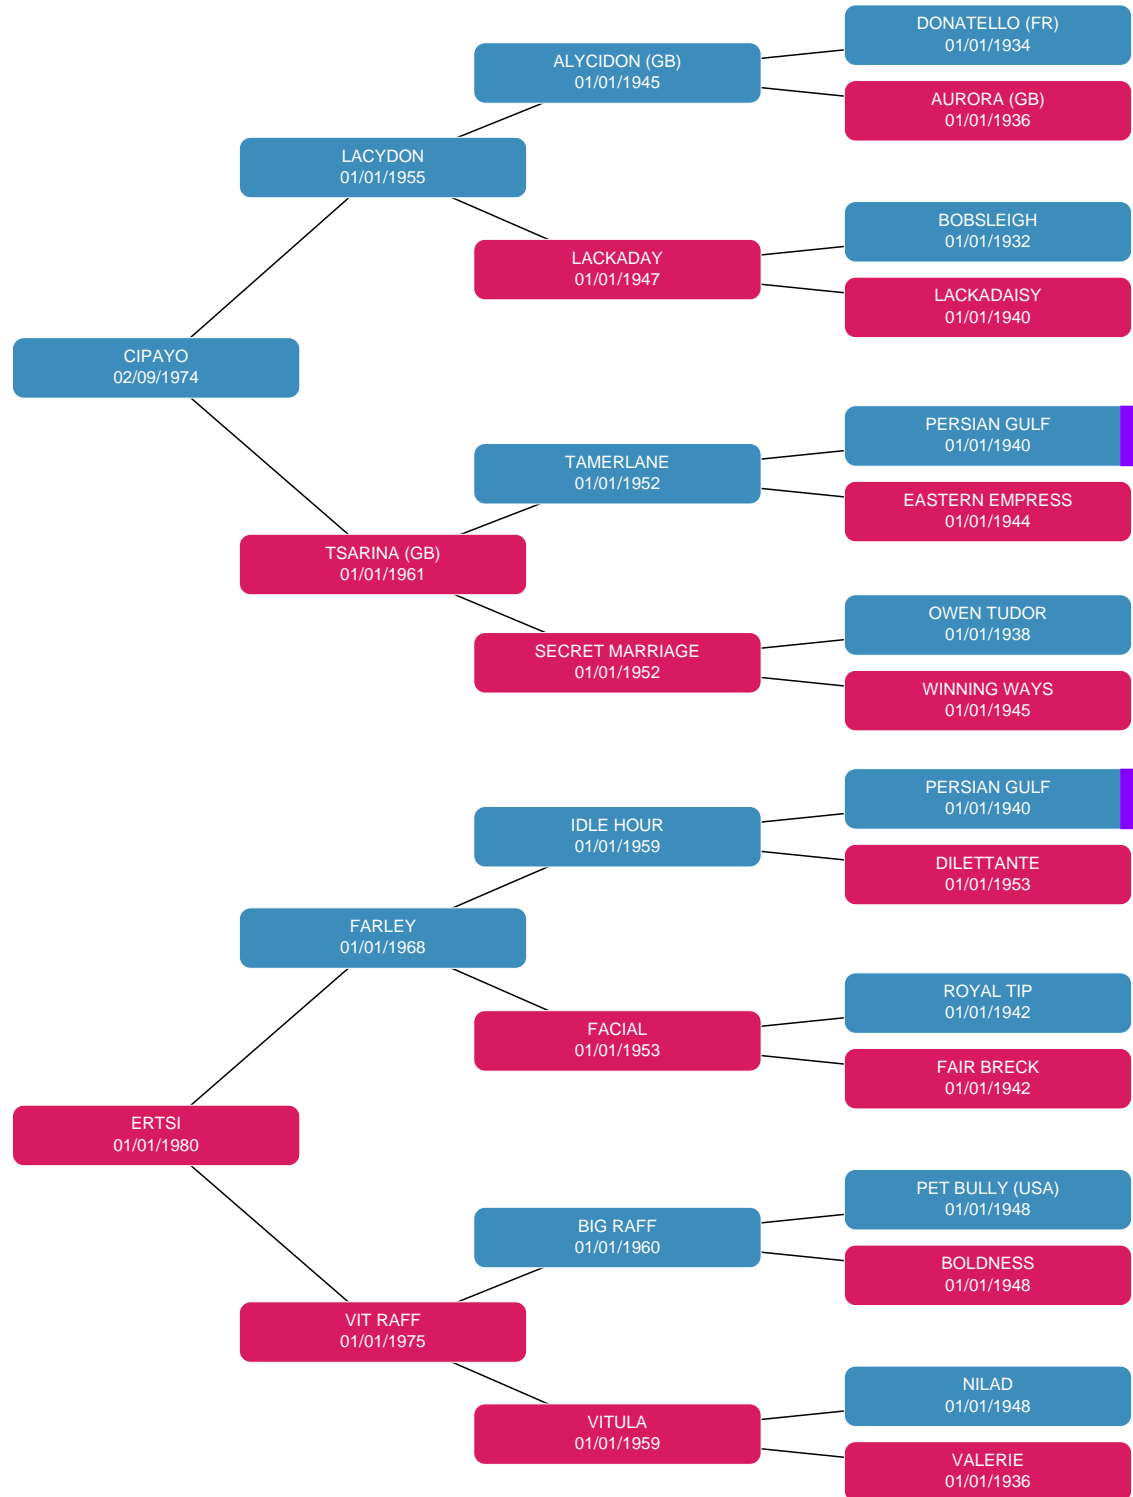 DONATELLO (FR)
01/01/1934
ALYCIDON (GB)
01/01/1945
AURORA (GB)
01/01/1936
LACYDON
01/01/1955
BOBSLEIGH
01/01/1932
LACKADAY
01/01/1947
LACKADAISY
01/01/1940
CIPAYO
02/09/1974
PERSIAN GULF
01/01/1940
TAMERLANE
01/01/1952
EASTERN EMPRESS
01/01/1944
TSARINA (GB)
01/01/1961
OWEN TUDOR
01/01/1938
SECRET MARRIAGE
01/01/1952
WINNING WAYS
01/01/1945
PERSIAN GULF
01/01/1940
IDLE HOUR
01/01/1959
DILETTANTE
01/01/1953
FARLEY
01/01/1968
ROYAL TIP
01/01/1942
FACIAL
01/01/1953
FAIR BRECK
01/01/1942
ERTSI
01/01/1980
PET BULLY (USA)
01/01/1948
BIG RAFF
01/01/1960
BOLDNESS
01/01/1948
VIT RAFF
01/01/1975
NILAD
01/01/1948
VITULA
01/01/1959
VALERIE
01/01/1936